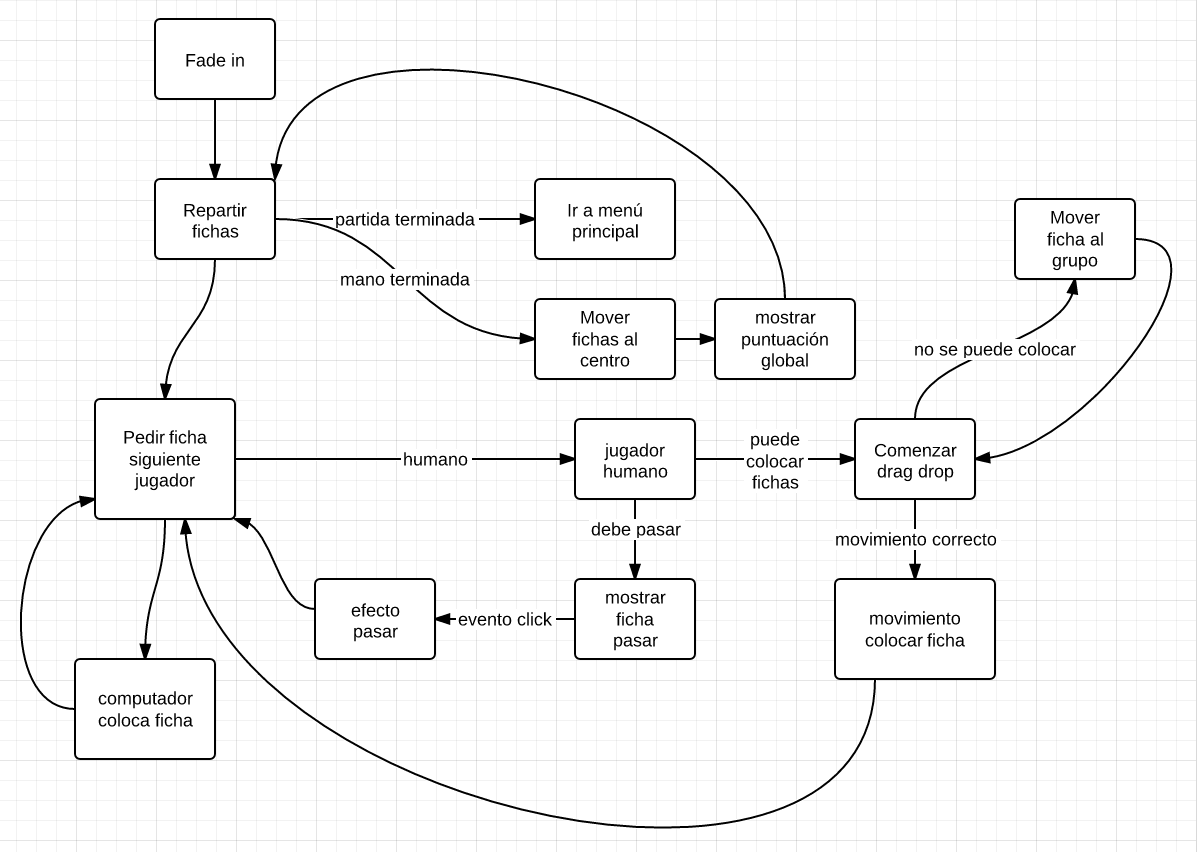 Fade in
Repartir
fichas
partida terminada
Ir a menú
principal
mano terminada
Mover
fichas al
centro
mostrar
puntuación
global
Mover
ficha al
grupo
no se puede colocar
Pedir ficha
siguiente
jugador
humano
jugador
humano
puede
colocar
fichas
Comenzar
drag drop
debe pasar
movimiento correcto
efecto
pasar
evento click
mostrar
ficha
pasar
movimiento
colocar ficha
computador
coloca ficha